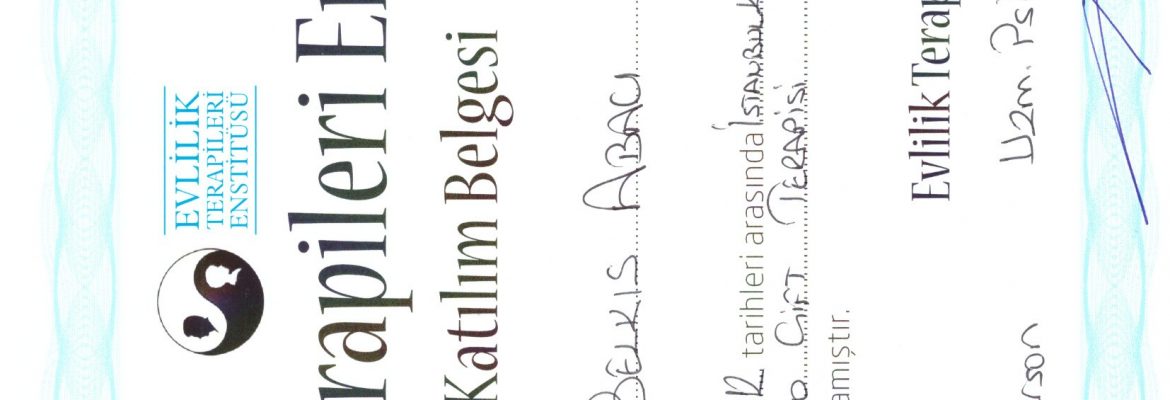 EVLİLİK
TERAPİLERİ
ENSTİTÜSÜ
rapileri E
Katılım Belgesi
BELKIS ABACI
tarihleri arasında İSTANBUL
ÇİFT TERAPİSİ
amıştır.
Evlilik Terap
rson Uzm. Ps